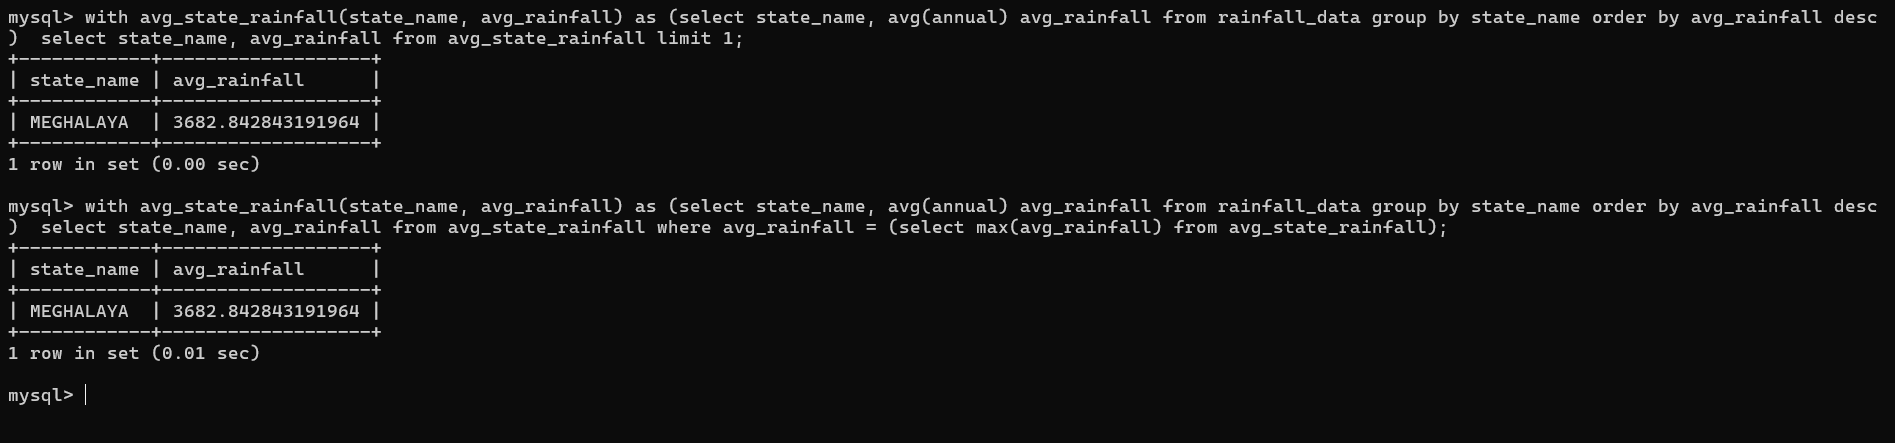 mysql> with avg_state_rainfall(state_name, avg_rainfall) as (select state_name, avg(annual) avg_rainfall from rainfall_data group by state_name order by avg_rainfall desc
)  select state_name, avg_rainfall from avg_state_rainfall limit 1;
+------------+-------------------+
| state_name | avg_rainfall      |
+------------+-------------------+
| MEGHALAYA  | 3682.842843191964 |
+------------+-------------------+
1 row in set (0.00 sec)

mysql> with avg_state_rainfall(state_name, avg_rainfall) as (select state_name, avg(annual) avg_rainfall from rainfall_data group by state_name order by avg_rainfall desc
)  select state_name, avg_rainfall from avg_state_rainfall where avg_rainfall = (select max(avg_rainfall) from avg_state_rainfall);
+------------+-------------------+
| state_name | avg_rainfall      |
+------------+-------------------+
| MEGHALAYA  | 3682.842843191964 |
+------------+-------------------+
1 row in set (0.01 sec)

mysql>